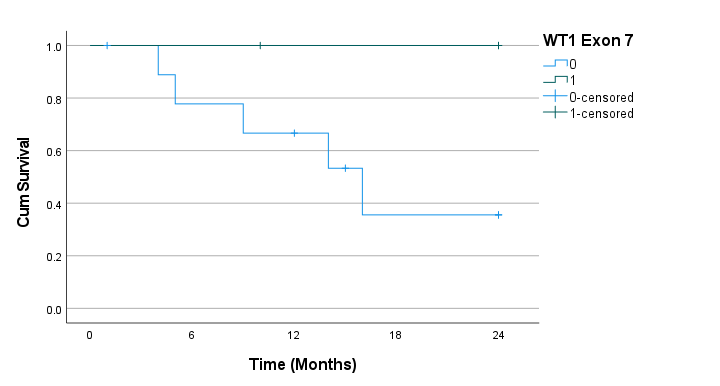 WT1 Exon 7
0
1
0-censored
1-censored
1.0
0.8
0.6
0.4
0.2
0.0
Cum Survival
0 6 12 18 24
Time (Months)